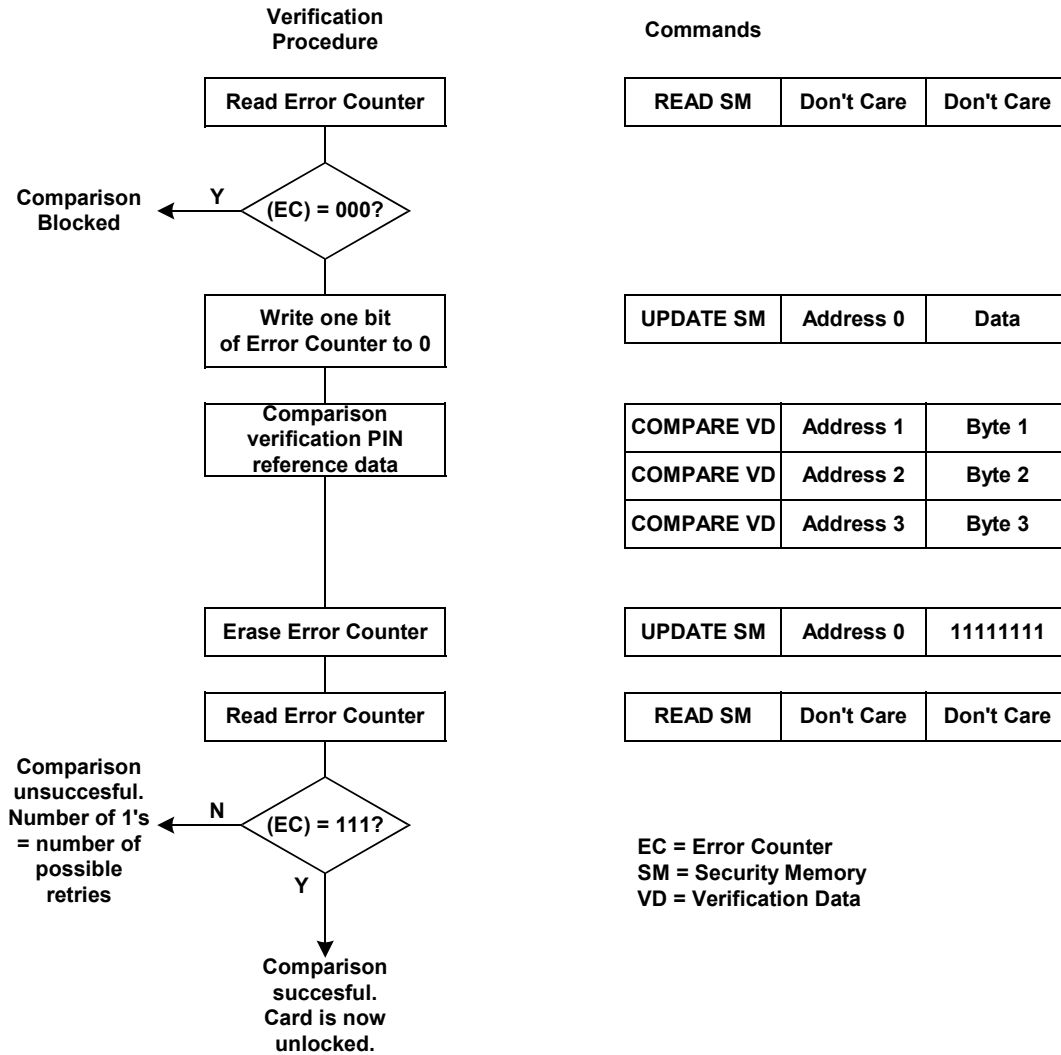 Verification
Procedure
Commands
Read Error Counter
READ SM Don't Care Don't Care
Comparison
Blocked
Y
(EC) = 000?
Write one bit
of Error Counter to 0
UPDATE SM Address 0 Data
Comparison
verification PIN
reference data
COMPARE VD Address 1 Byte 1
COMPARE VD Address 2 Byte 2
COMPARE VD Address 3 Byte 3
Erase Error Counter
UPDATE SM Address 0 11111111
Read Error Counter
READ SM Don't Care Don't Care
Comparison
unsuccesful.
Number of 1's
= number of
possible
retries
N
(EC) = 111?
Y
EC = Error Counter
SM = Security Memory
VD = Verification Data
Comparison
succesful.
Card is now
unlocked.